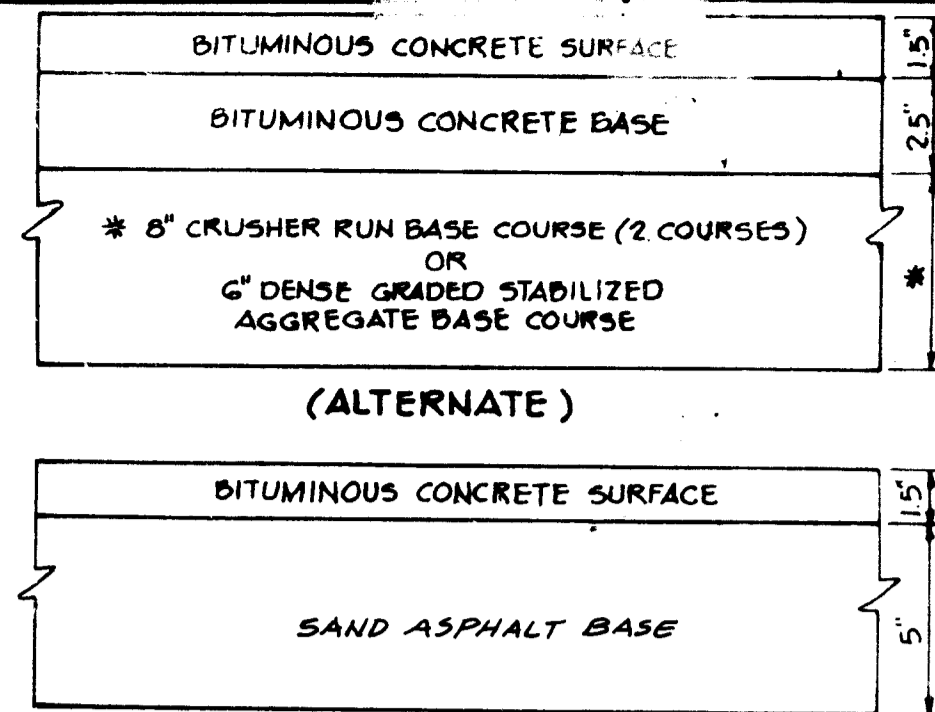 BITUMINOUS CONCRETE SURFACE
1.5"
BITUMINOUS CONCRETE BASE
2.5"
* 8" CRUSHER RUN BASE COURSE (2 COURSES)
OR
6" DENSE GRADED STABILIZED
AGGREGATE BASE COURSE
*
(ALTERNATE)
BITUMINOUS CONCRETE SURFACE
1.5"
SAND ASPHALT BASE
5"